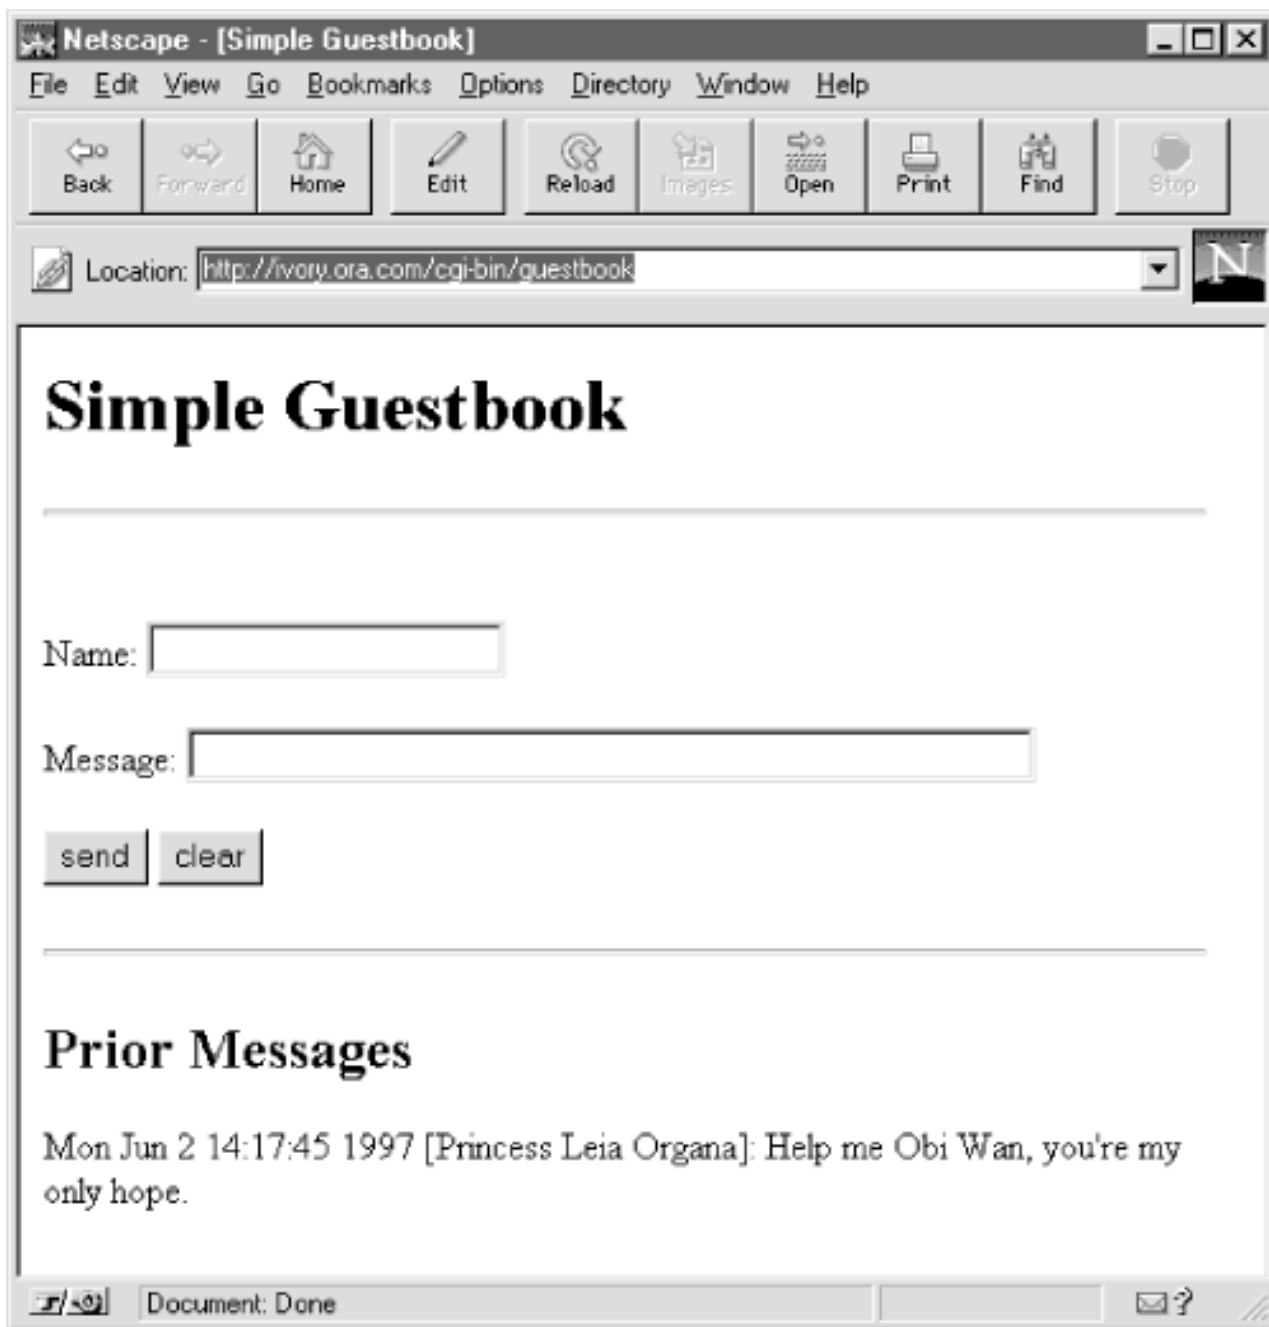 Netscape - [Simple Guestbook]
File Edit View Go Bookmarks Options Directory Window Help
Back Forward Home Edit Reload Images Open Print Find Stop
Location: http://ivory.ora.com/cgi-bin/guestbook
N
Simple Guestbook
Name:
Message:
send clear
Prior Messages
Mon Jun 2 14:17:45 1997 [Princess Leia Organa]: Help me Obi Wan, you're my
only hope.
Document: Done
?